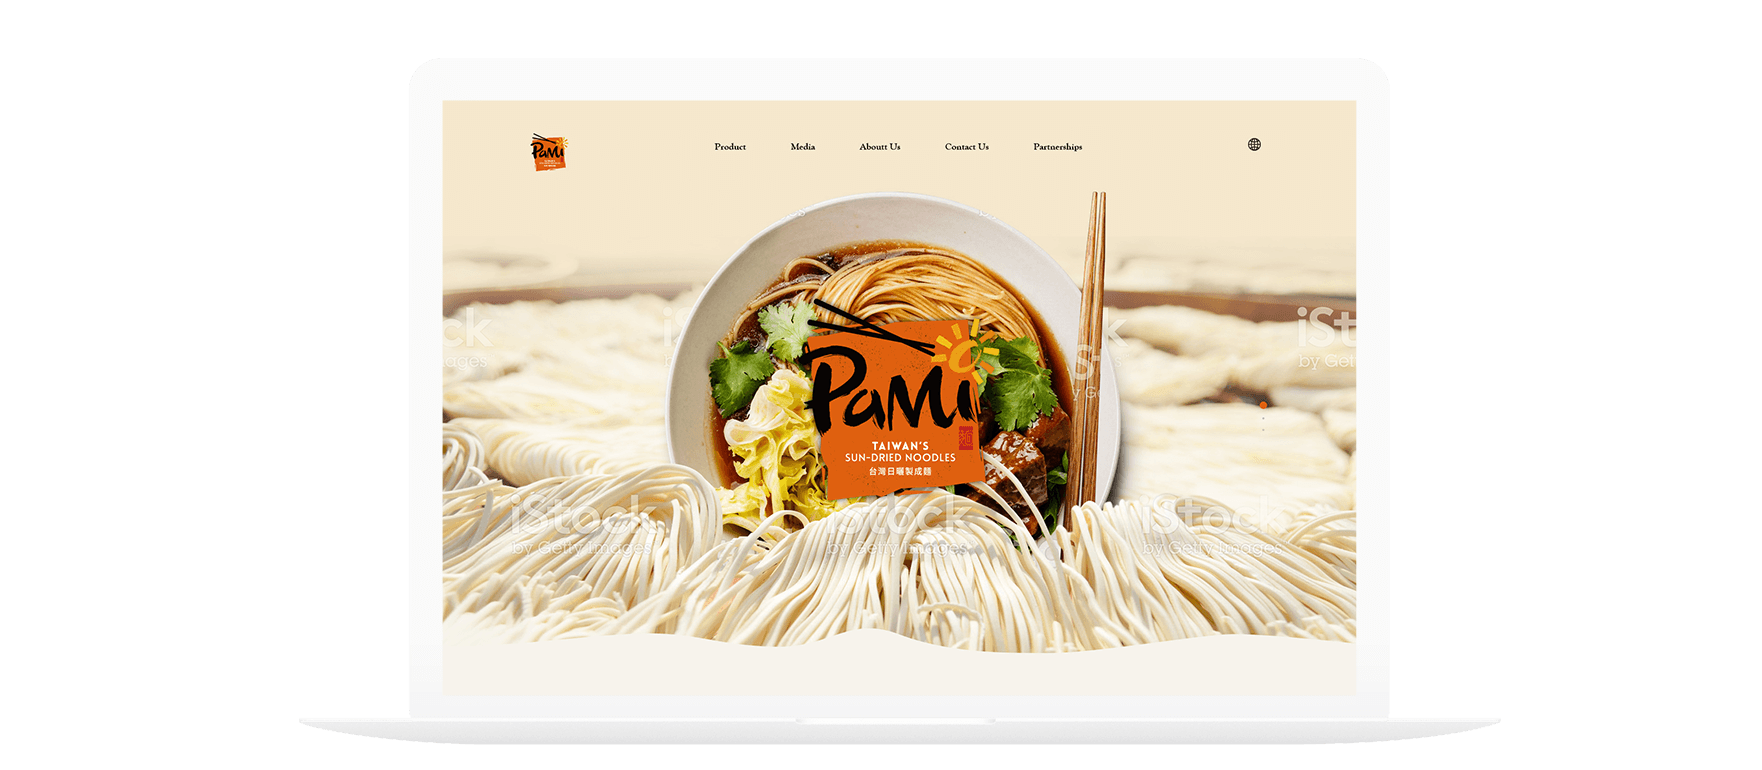 PaMi
Product Media Aboutt Us Contact Us Partnerships
PaMi
TAIWAN'S
SUN-DRIED NOODLES
台灣日曬製成麵
iStock
by Getty Images
iStock
by Getty Images
iStock
by Getty Images